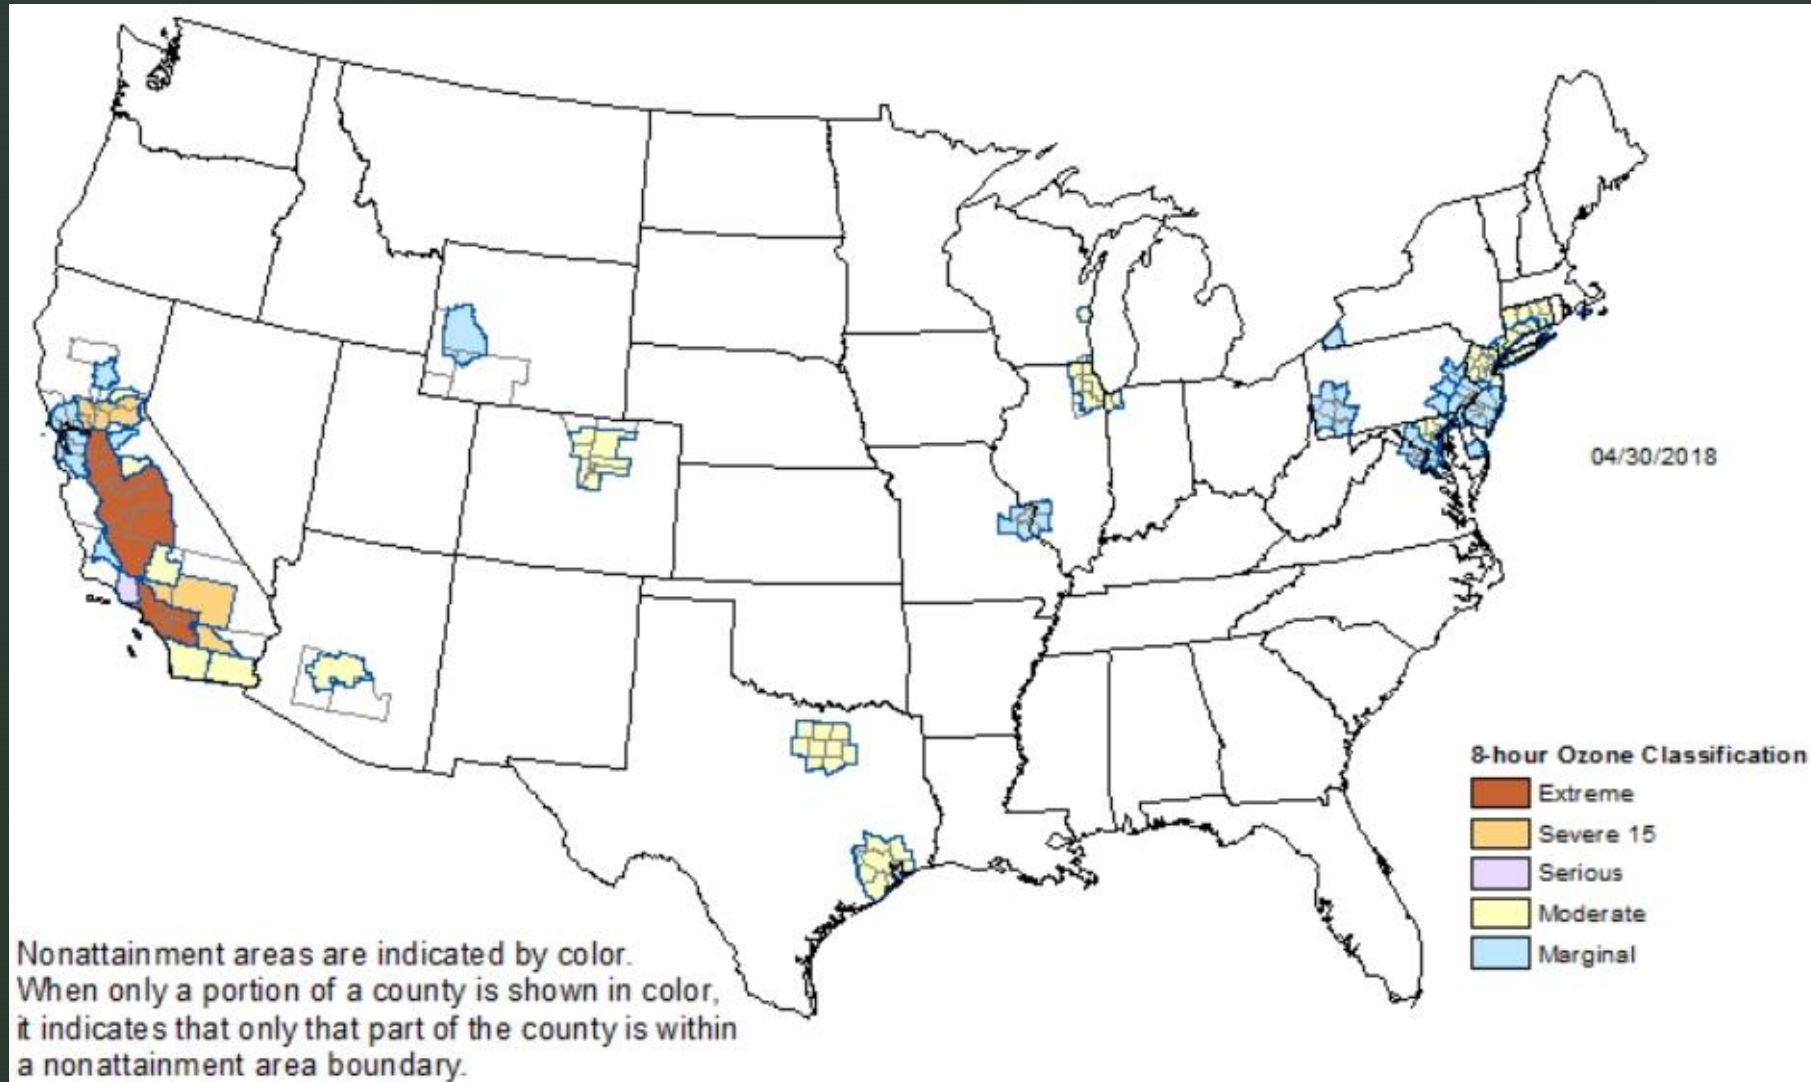 04/30/2018
8-hour Ozone Classification
Extreme
Severe 15
Serious
Moderate
Marginal
Nonattainment areas are indicated by color.
When only a portion of a county is shown in color,
it indicates that only that part of the county is within
a nonattainment area boundary.